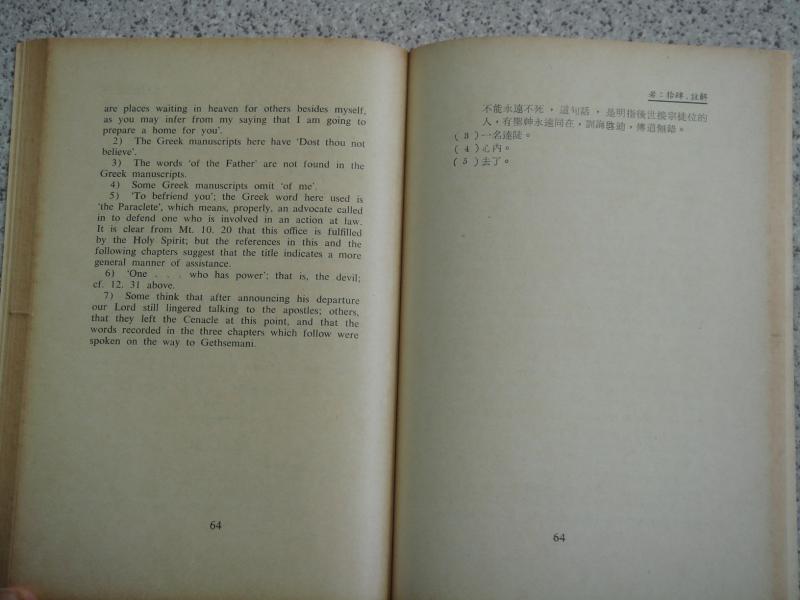 are places waiting in heaven for others besides myself,
as you may infer from my saying that I am going to
prepare a home for you'.
2) The Greek manuscripts here have 'Dost thou not
believe'.
3) The words 'of the Father' are not found in the
Greek manuscripts.
4) Some Greek manuscripts omit 'of me'.
5) 'To befriend you'; the Greek word here used is
'the Paraclete', which means, properly, an advocate called
in to defend one who is involved in an action at law.
It is clear from Mt. 10. 20 that this office is fulfilled
by the Holy Spirit; but the references in this and the
following chapters suggest that the title indicates a more
general manner of assistance.
6) 'One . . . who has power'; that is, the devil;
cf. 12. 31 above.
7) Some think that after announcing his departure
our Lord still lingered talking to the apostles; others,
that they left the Cenacle at this point, and that the
words recorded in the three chapters which follow were
spoken on the way to Gethsemani.
64
若：拾肆．註解
不能永遠不死，這句話，是明指後世接宗徒位的
人，有聖神永遠同在，訓誨啓迪，傳道無錯。
(3)一名達陡。
(4)心內。
(5)去了。
64